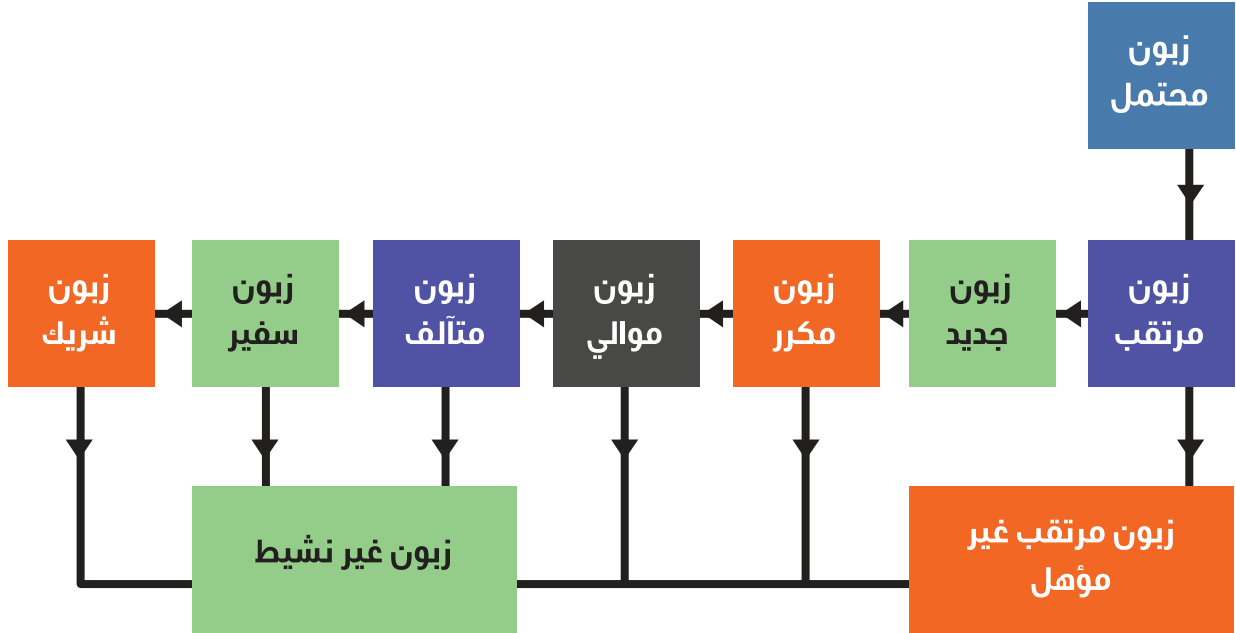 زبون
محتمل
زبون
مرتقب
زبون
جديد
زبون
مكرر
زبون
موالي
زبون
متآلف
زبون
سفير
زبون
شريك
زبون مرتقب غير
مؤهل
زبون غير نشيط